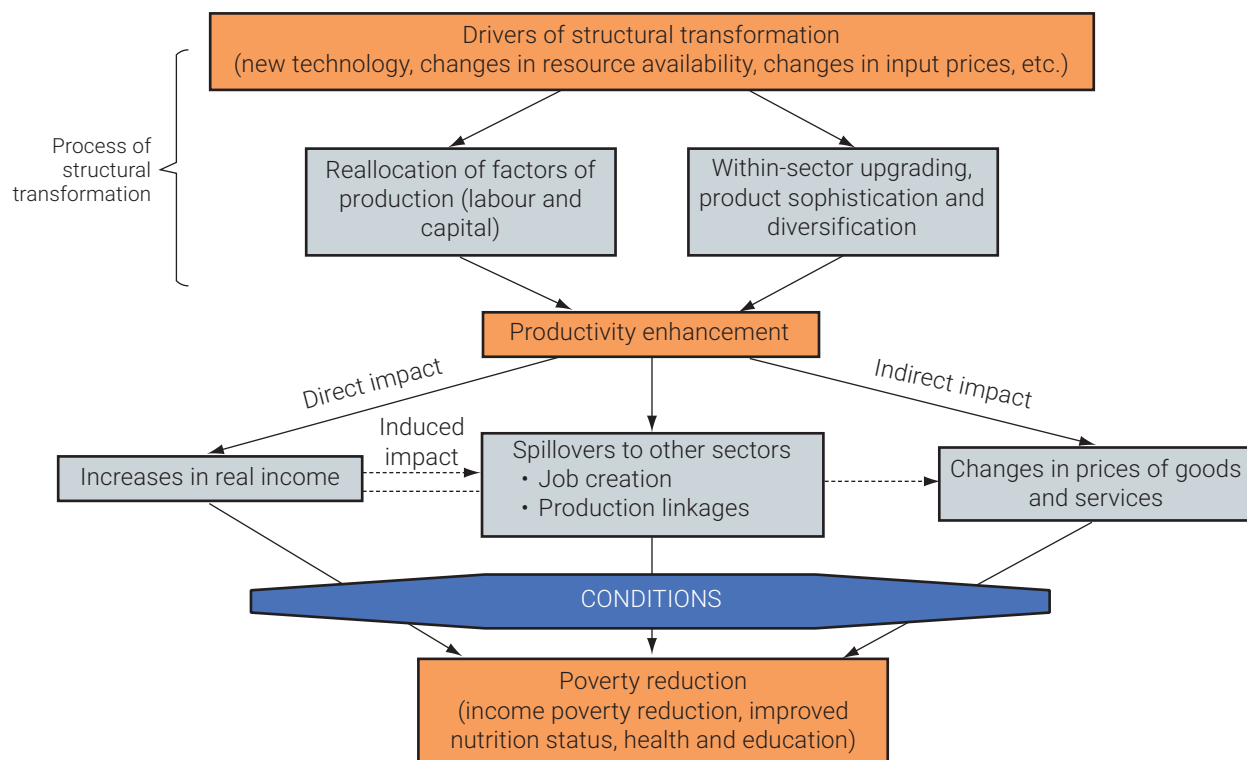 Drivers of structural transformation
(new technology, changes in resource availability, changes in input prices, etc.)
Process of
structural
transformation
Reallocation of factors of
production (labour and
capital)
Within-sector upgrading,
product sophistication and
diversification
Productivity enhancement
Direct impact
Indirect impact
Induced
impact
Increases in real income
Spillovers to other sectors
• Job creation
• Production linkages
Changes in prices of goods
and services
CONDITIONS
Poverty reduction
(income poverty reduction, improved
nutrition status, health and education)